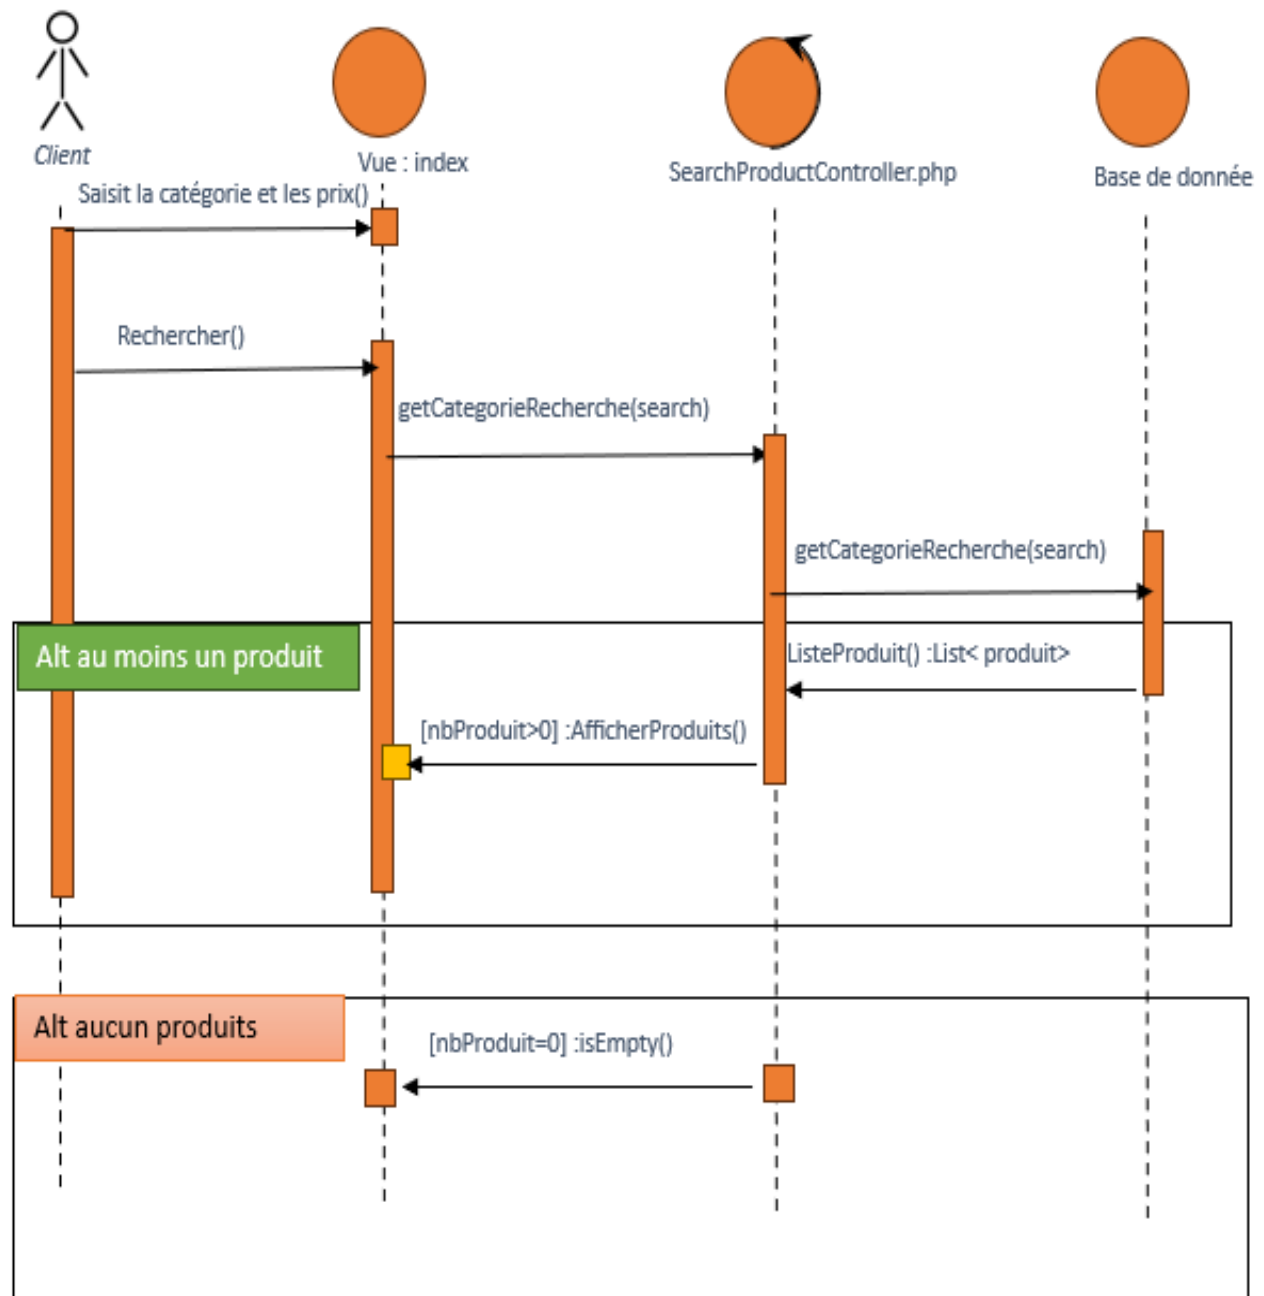 Client
Vue : index
SearchProductController.php
Base de donnée
Saisit la catégorie et les prix()
Rechercher()
getCategorieRecherche(search)
getCategorieRecherche(search)
Alt au moins un produit
ListeProduit() :List< produit>
[nbProduit>0] :AfficherProduits()
Alt aucun produits
[nbProduit=0] :isEmpty()